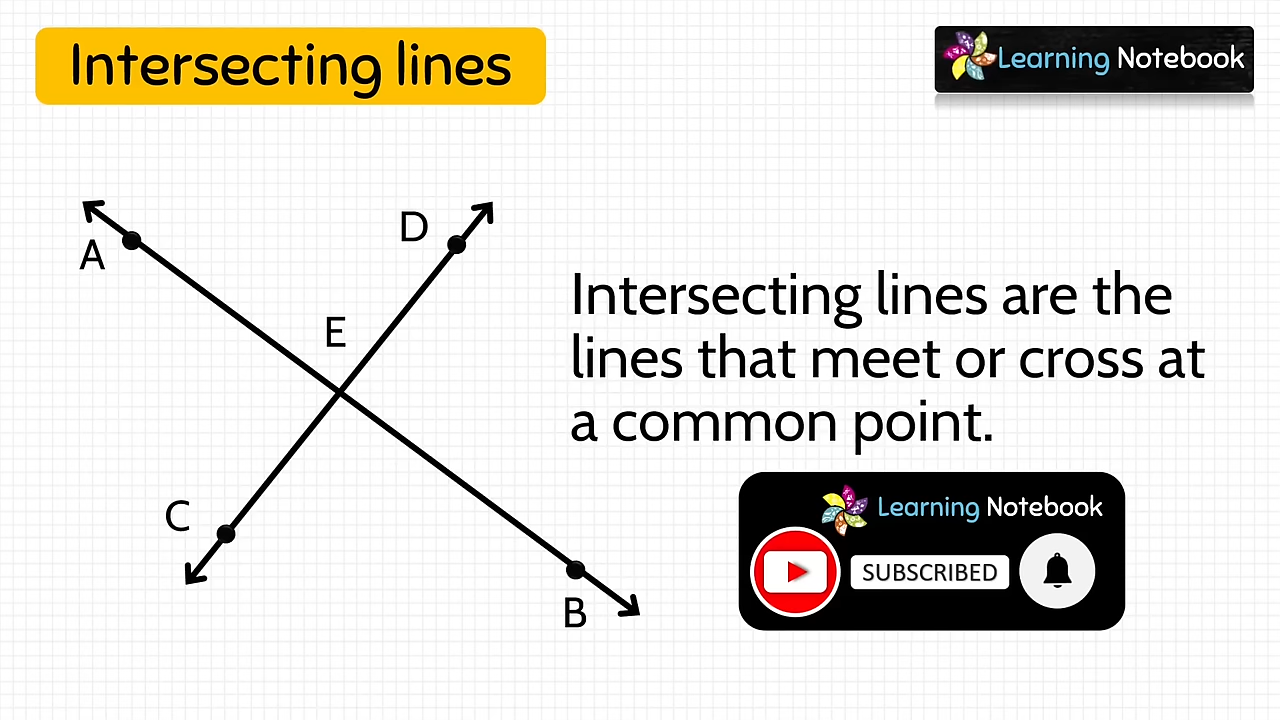 Intersecting lines
Learning Notebook
A
D
E
C
B
Intersecting lines are the
lines that meet or cross at
a common point.
Learning Notebook
SUBSCRIBED